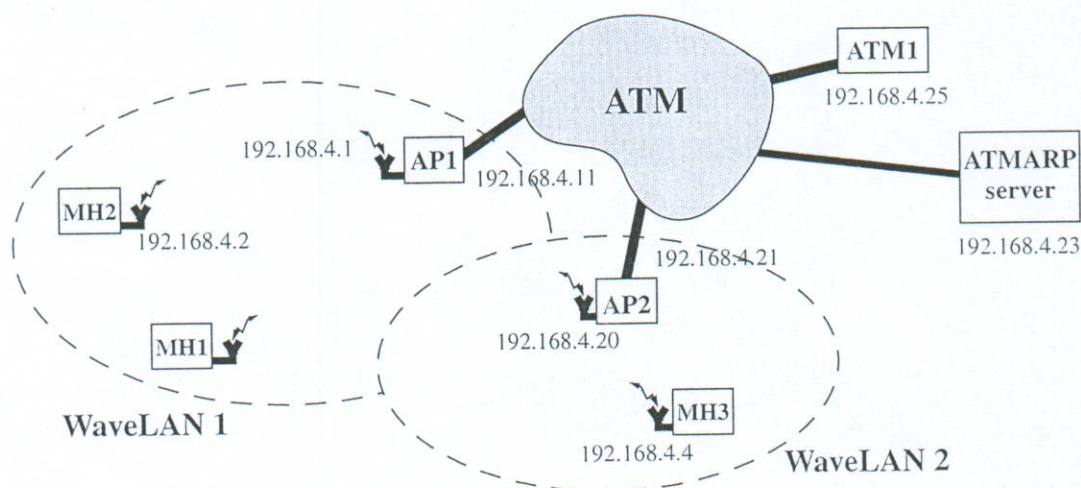 ATM1
192.168.4.25
ATM
192.168.4.1
AP1
192.168.4.11
ATMARP
server
192.168.4.23
MH2
192.168.4.2
192.168.4.21
AP2
192.168.4.20
MH1
MH3
192.168.4.4
WaveLAN 1
WaveLAN 2